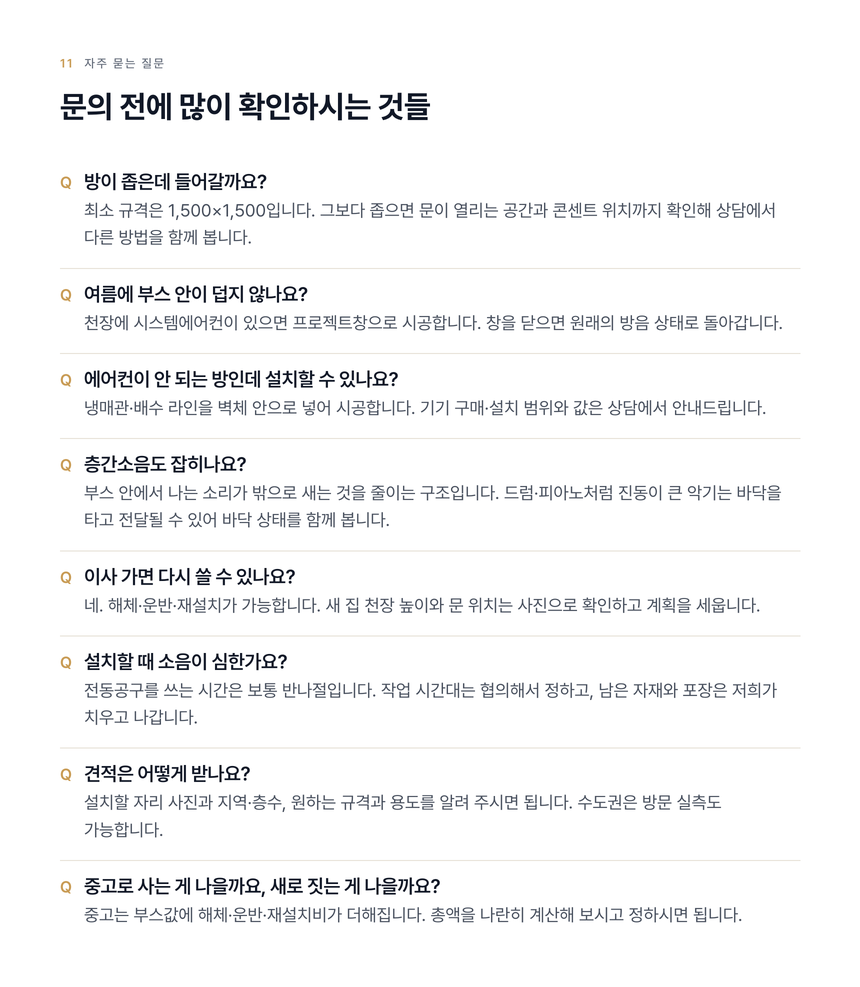 11 자주 묻는 질문
문의 전에 많이 확인하시는 것들
Q 방이 좁은데 들어갈까요?
최소 규격은 1,500×1,500입니다. 그보다 좁으면 문이 열리는 공간과 콘센트 위치까지 확인해 상담에서
다른 방법을 함께 봅니다.
Q 여름에 부스 안이 덥지 않나요?
천장에 시스템에어컨이 있으면 프로젝트창으로 시공합니다. 창을 닫으면 원래의 방음 상태로 돌아갑니다.
Q 에어컨이 안 되는 방인데 설치할 수 있나요?
냉매관·배수 라인을 벽체 안으로 넣어 시공합니다. 기기 구매·설치 범위와 값은 상담에서 안내드립니다.
Q 층간소음도 잡히나요?
부스 안에서 나는 소리가 밖으로 새는 것을 줄이는 구조입니다. 드럼·피아노처럼 진동이 큰 악기는 바닥을
타고 전달될 수 있어 바닥 상태를 함께 봅니다.
Q 이사 가면 다시 쓸 수 있나요?
네. 해체·운반·재설치가 가능합니다. 새 집 천장 높이와 문 위치는 사진으로 확인하고 계획을 세웁니다.
Q 설치할 때 소음이 심한가요?
전동공구를 쓰는 시간은 보통 반나절입니다. 작업 시간대는 협의해서 정하고, 남은 자재와 포장은 저희가
치우고 나갑니다.
Q 견적은 어떻게 받나요?
설치할 자리 사진과 지역·층수, 원하는 규격과 용도를 알려 주시면 됩니다. 수도권은 방문 실측도
가능합니다.
Q 중고로 사는 게 나을까요, 새로 짓는 게 나을까요?
중고는 부스값에 해체·운반·재설치비가 더해집니다. 총액을 나란히 계산해 보시고 정하시면 됩니다.